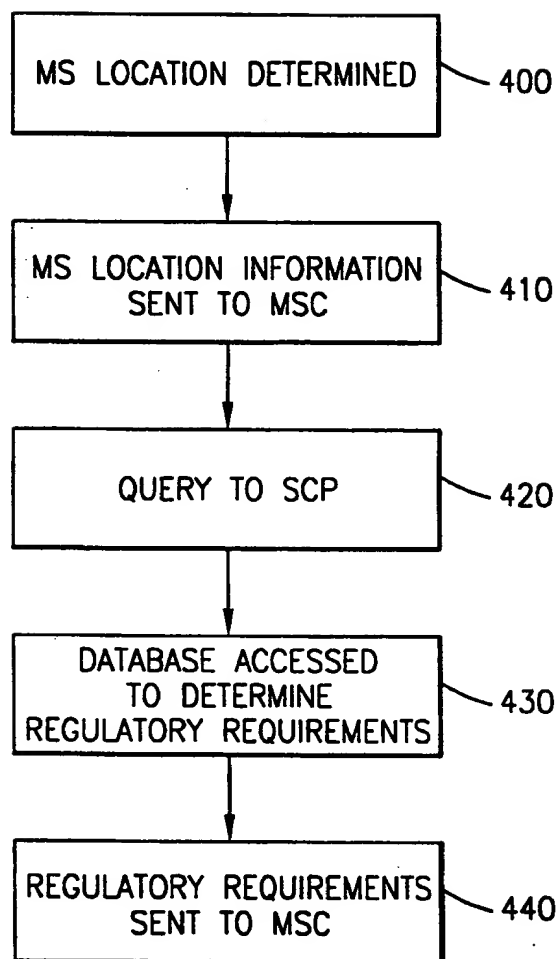 MS LOCATION DETERMINED
400
MS LOCATION INFORMATION
SENT TO MSC
410
QUERY TO SCP
420
DATABASE ACCESSED
TO DETERMINE
REGULATORY REQUIREMENTS
430
REGULATORY REQUIREMENTS
SENT TO MSC
440